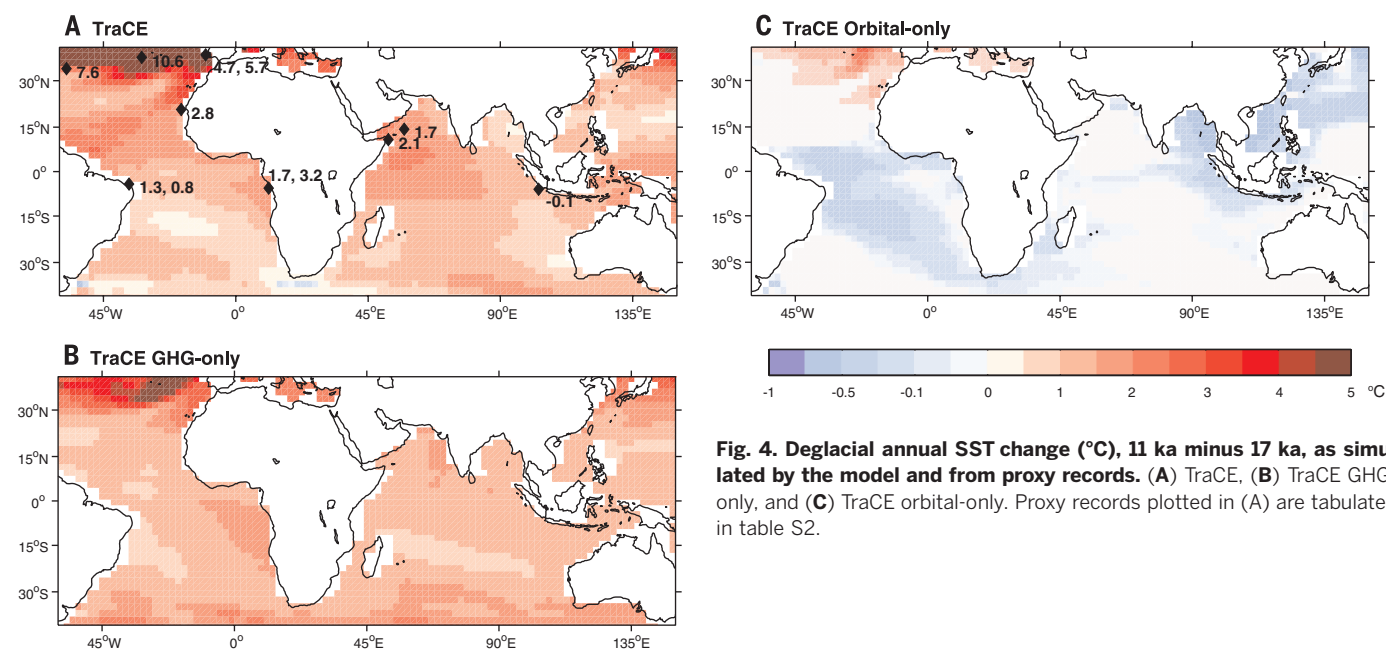 A TraCE
30°N
15°N
0°
15°S
30°S
45°W 0° 45°E 90°E 135°E
7.6
10.6
4.7, 5.7
2.8
1.7
2.1
1.3, 0.8
1.7, 3.2
-0.1
B TraCE GHG-only
30°N
15°N
0°
15°S
30°S
45°W 0° 45°E 90°E 135°E
C TraCE Orbital-only
30°N
15°N
0°
15°S
30°S
45°W 0° 45°E 90°E 135°E
-1 -0.5 -0.1 0 1 2 3 4 5 °C
Fig. 4. Deglacial annual SST change (°C), 11 ka minus 17 ka, as simu
lated by the model and from proxy records. (A) TraCE, (B) TraCE GHG
only, and (C) TraCE orbital-only. Proxy records plotted in (A) are tabulate
in table S2.